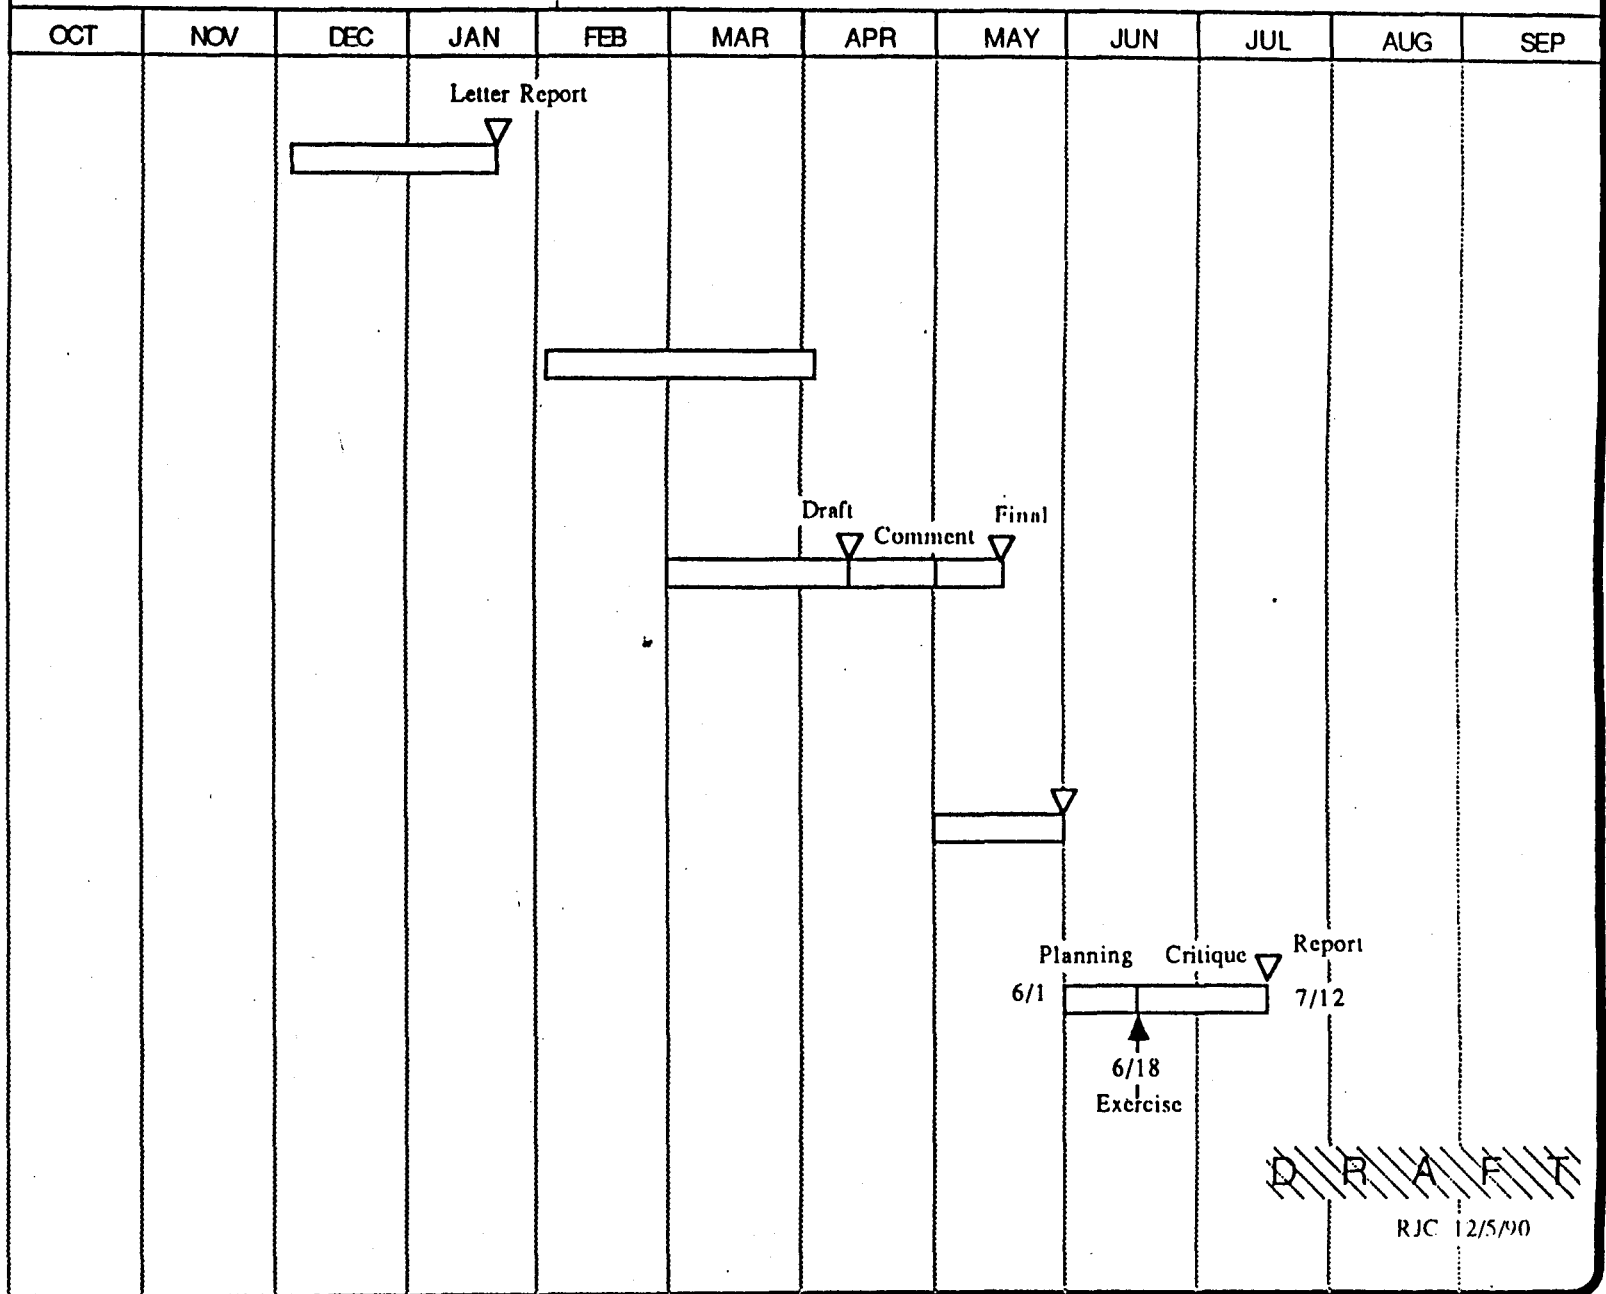 OCT NOV DEC JAN FEB MAR APR MAY JUN JUL AUG SEP
Letter Report
Draft
Comment
Final
Planning Critique Report
6/1 7/12
6/18
Exercise
D R A F T
RJC 12/5/90